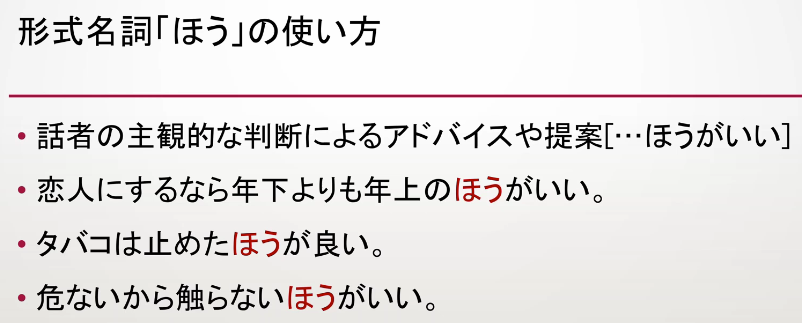 形式名詞「ほう」の使い方
• 話者の主観的な判断によるアドバイスや提案[…ほうがいい]
• 恋人にするなら年下よりも年上のほうがいい。
• タバコは止めたほうが良い。
• 危ないから触らないほうがいい。